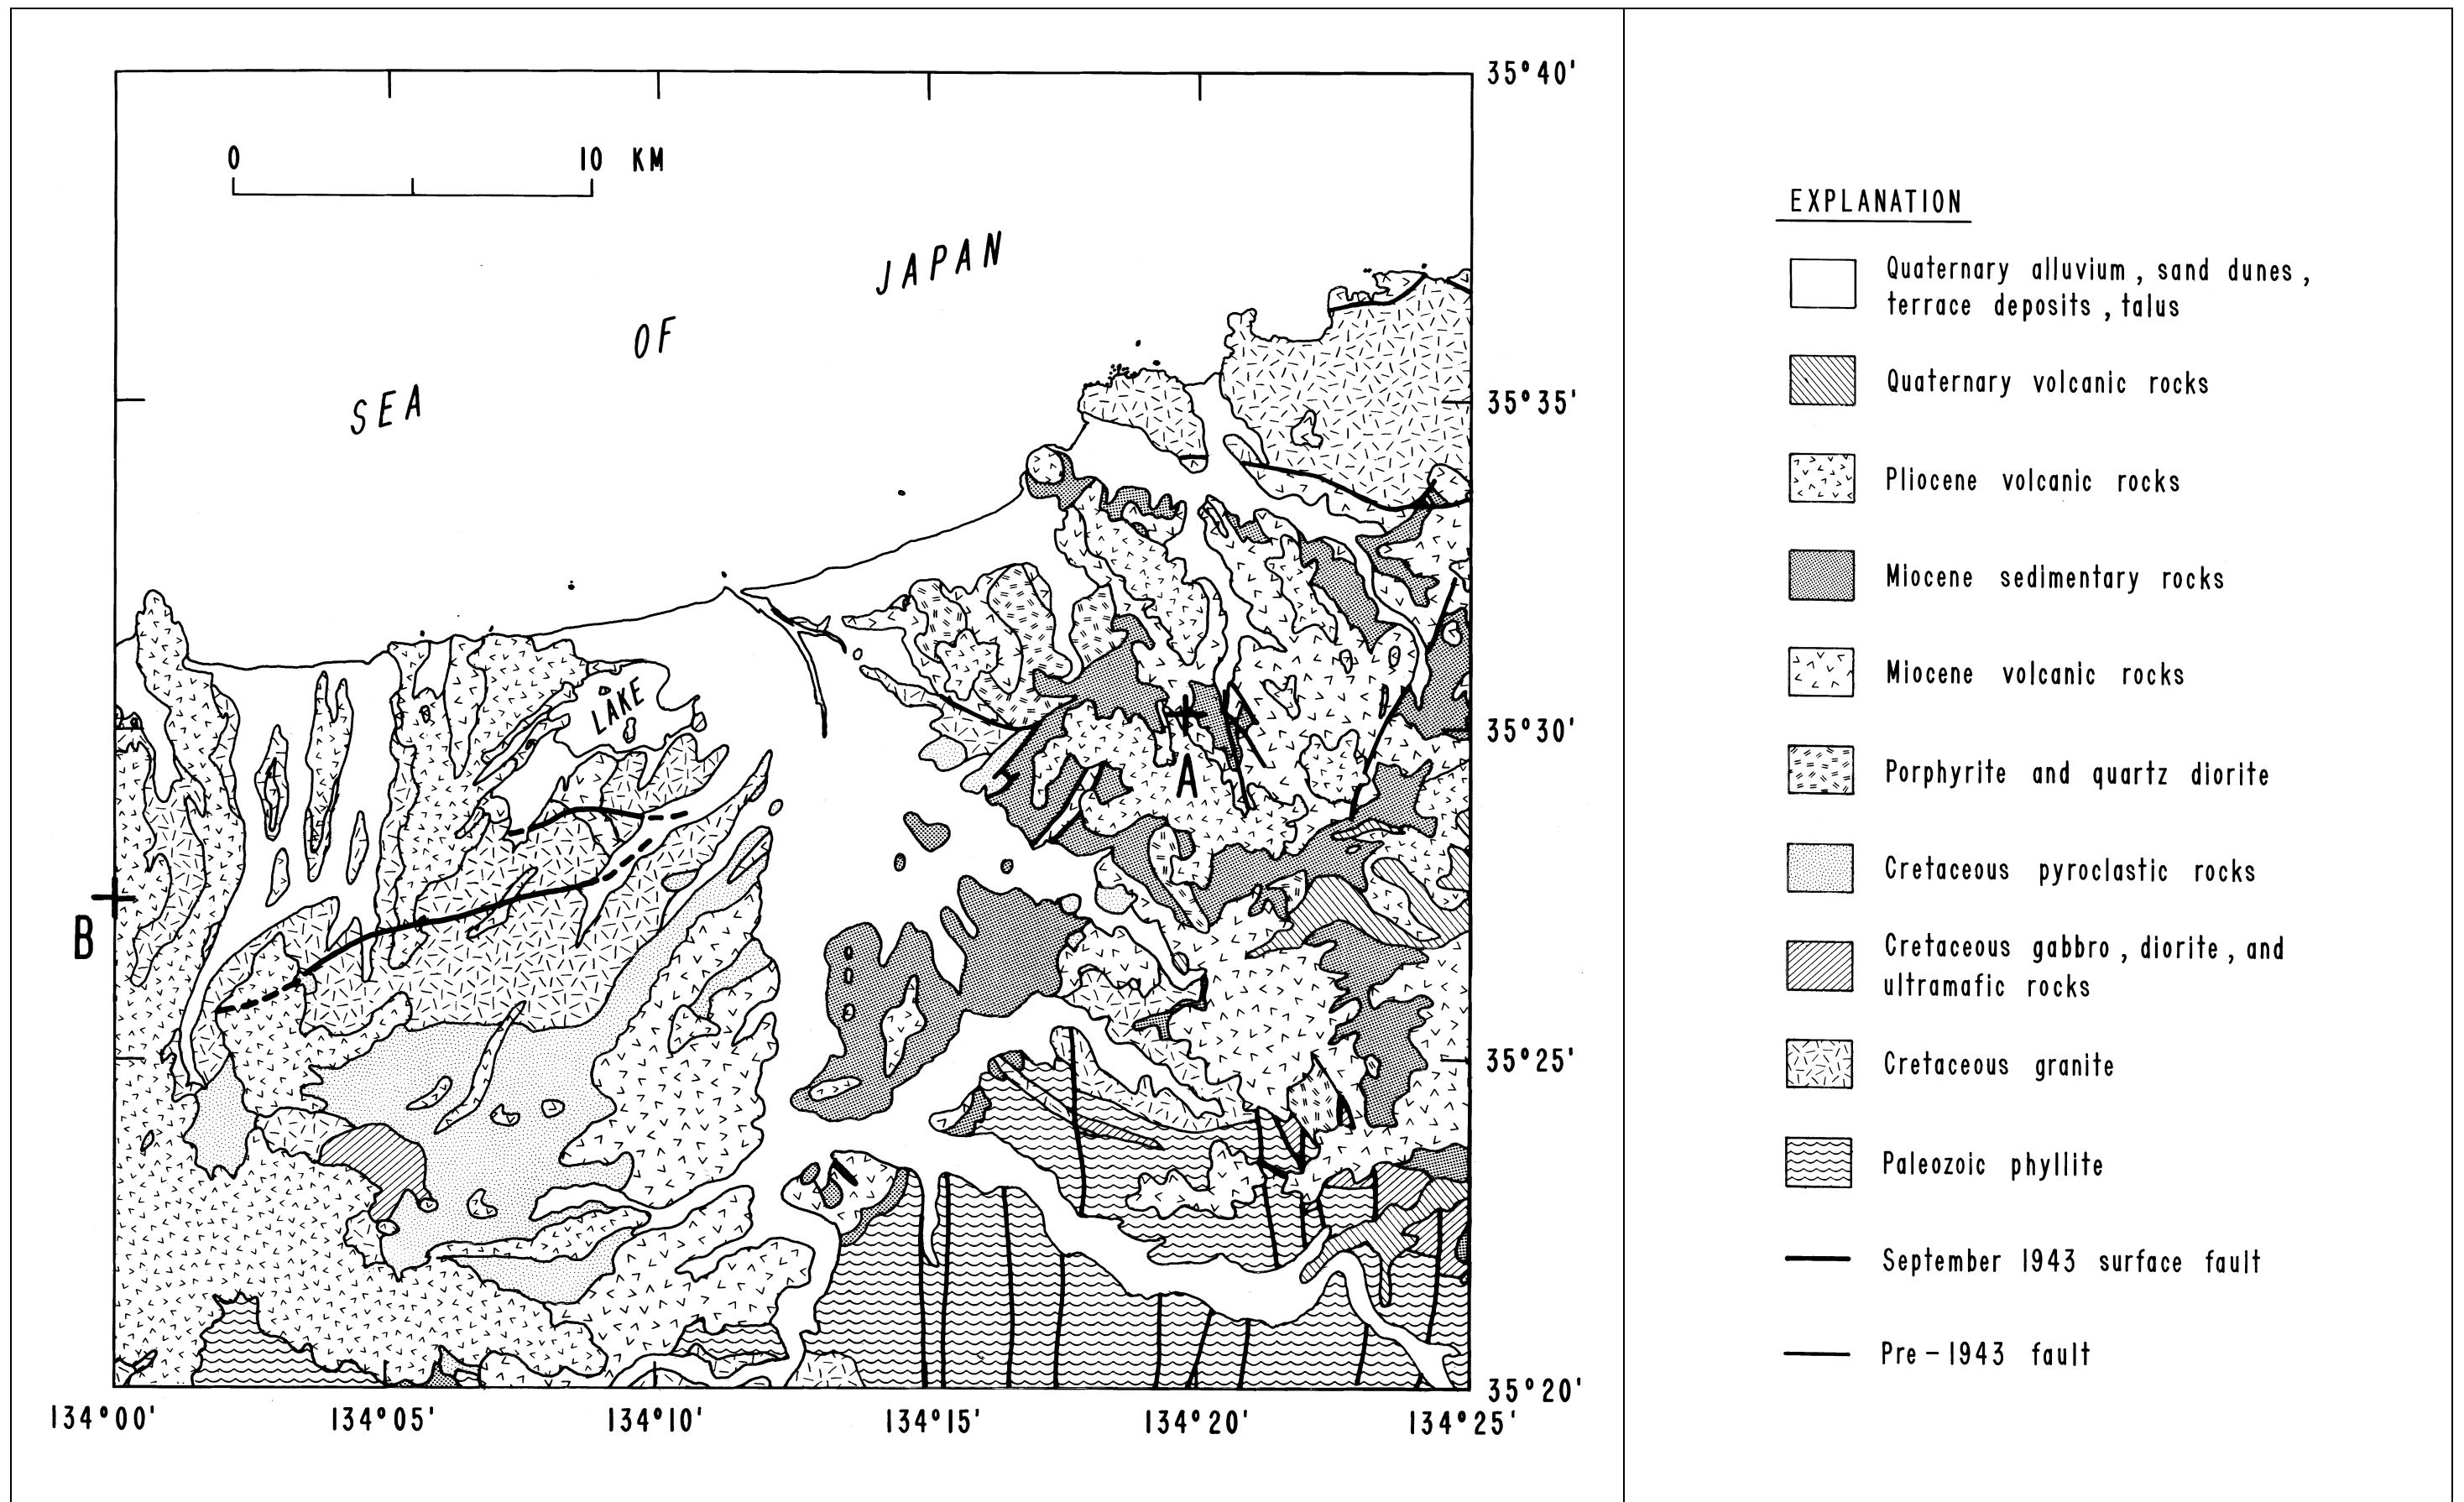 0 10 KM
SEA OF JAPAN
LAKE
A
B
35°40'
35°35'
35°30'
35°25'
35°20'
134°00' 134°05' 134°10' 134°15' 134°20' 134°25'
EXPLANATION
Quaternary alluvium, sand dunes,
terrace deposits, talus
Quaternary volcanic rocks
Pliocene volcanic rocks
Miocene sedimentary rocks
Miocene volcanic rocks
Porphyrite and quartz diorite
Cretaceous pyroclastic rocks
Cretaceous gabbro, diorite, and
ultramafic rocks
Cretaceous granite
Paleozoic phyllite
September 1943 surface fault
Pre-1943 fault